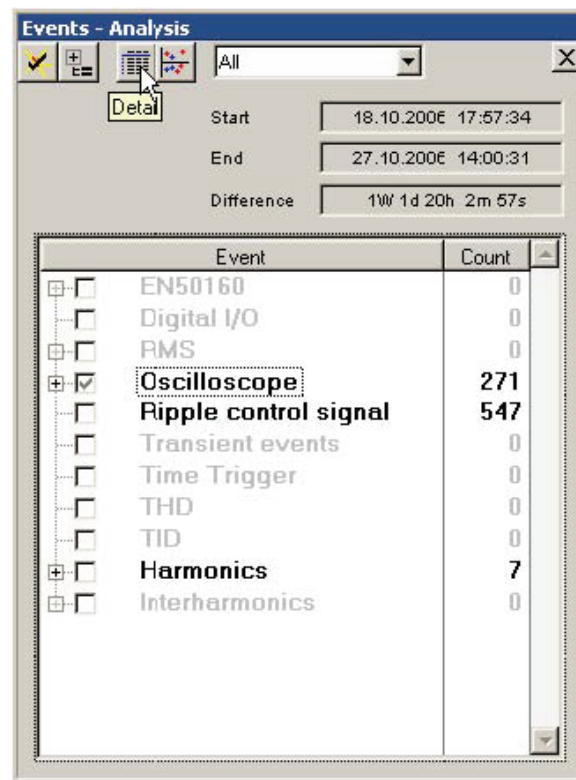 Events - Analysis
All
Detail
Start 18.10.2006 17:57:34
End 27.10.2006 14:00:31
Difference 1W 1d 20h 2m 57s
Event Count
EN50160 0
Digital I/O 0
RMS 0
Oscilloscope 271
Ripple control signal 547
Transient events 0
Time Trigger 0
THD 0
TID 0
Harmonics 7
Interharmonics 0